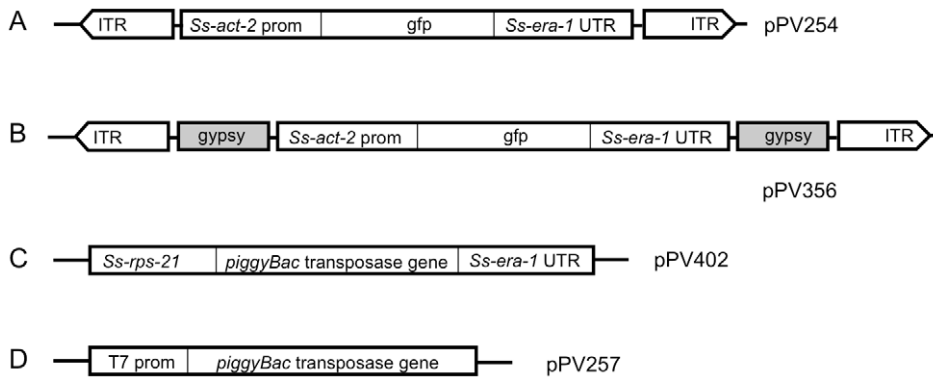 A ITR Ss-act-2 prom gfp Ss-era-1 UTR ITR pPV254
B ITR gypsy Ss-act-2 prom gfp Ss-era-1 UTR gypsy ITR
pPV356
C Ss-rps-21 piggyBac transposase gene Ss-era-1 UTR pPV402
D T7 prom piggyBac transposase gene pPV257